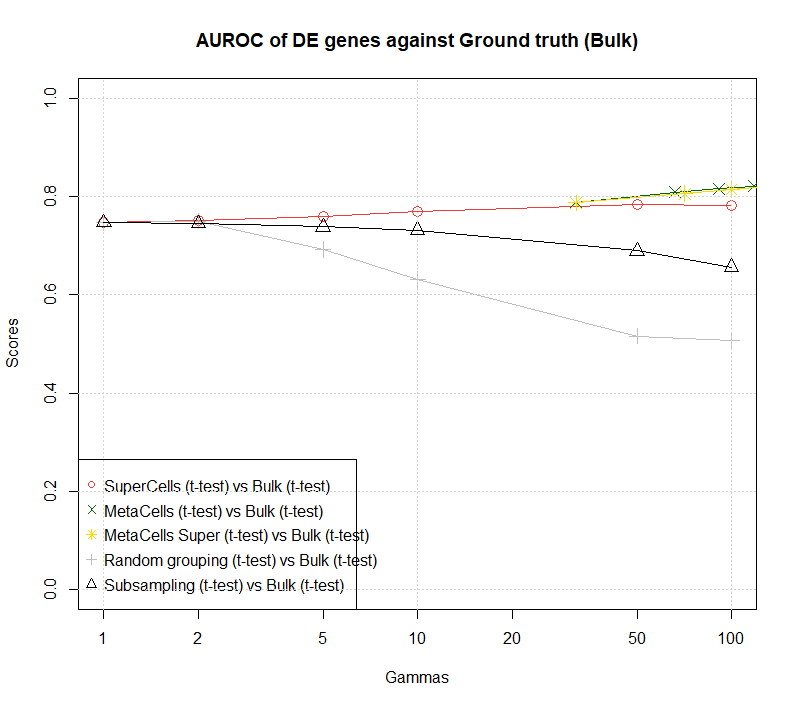 AUROC of DE genes against Ground truth (Bulk)
1.0
0.8
0.6
0.4
0.2
0.0
Scores
SuperCells (t-test) vs Bulk (t-test)
MetaCells (t-test) vs Bulk (t-test)
MetaCells Super (t-test) vs Bulk (t-test)
Random grouping (t-test) vs Bulk (t-test)
Subsampling (t-test) vs Bulk (t-test)
1 2 5 10 20 50 100
Gammas